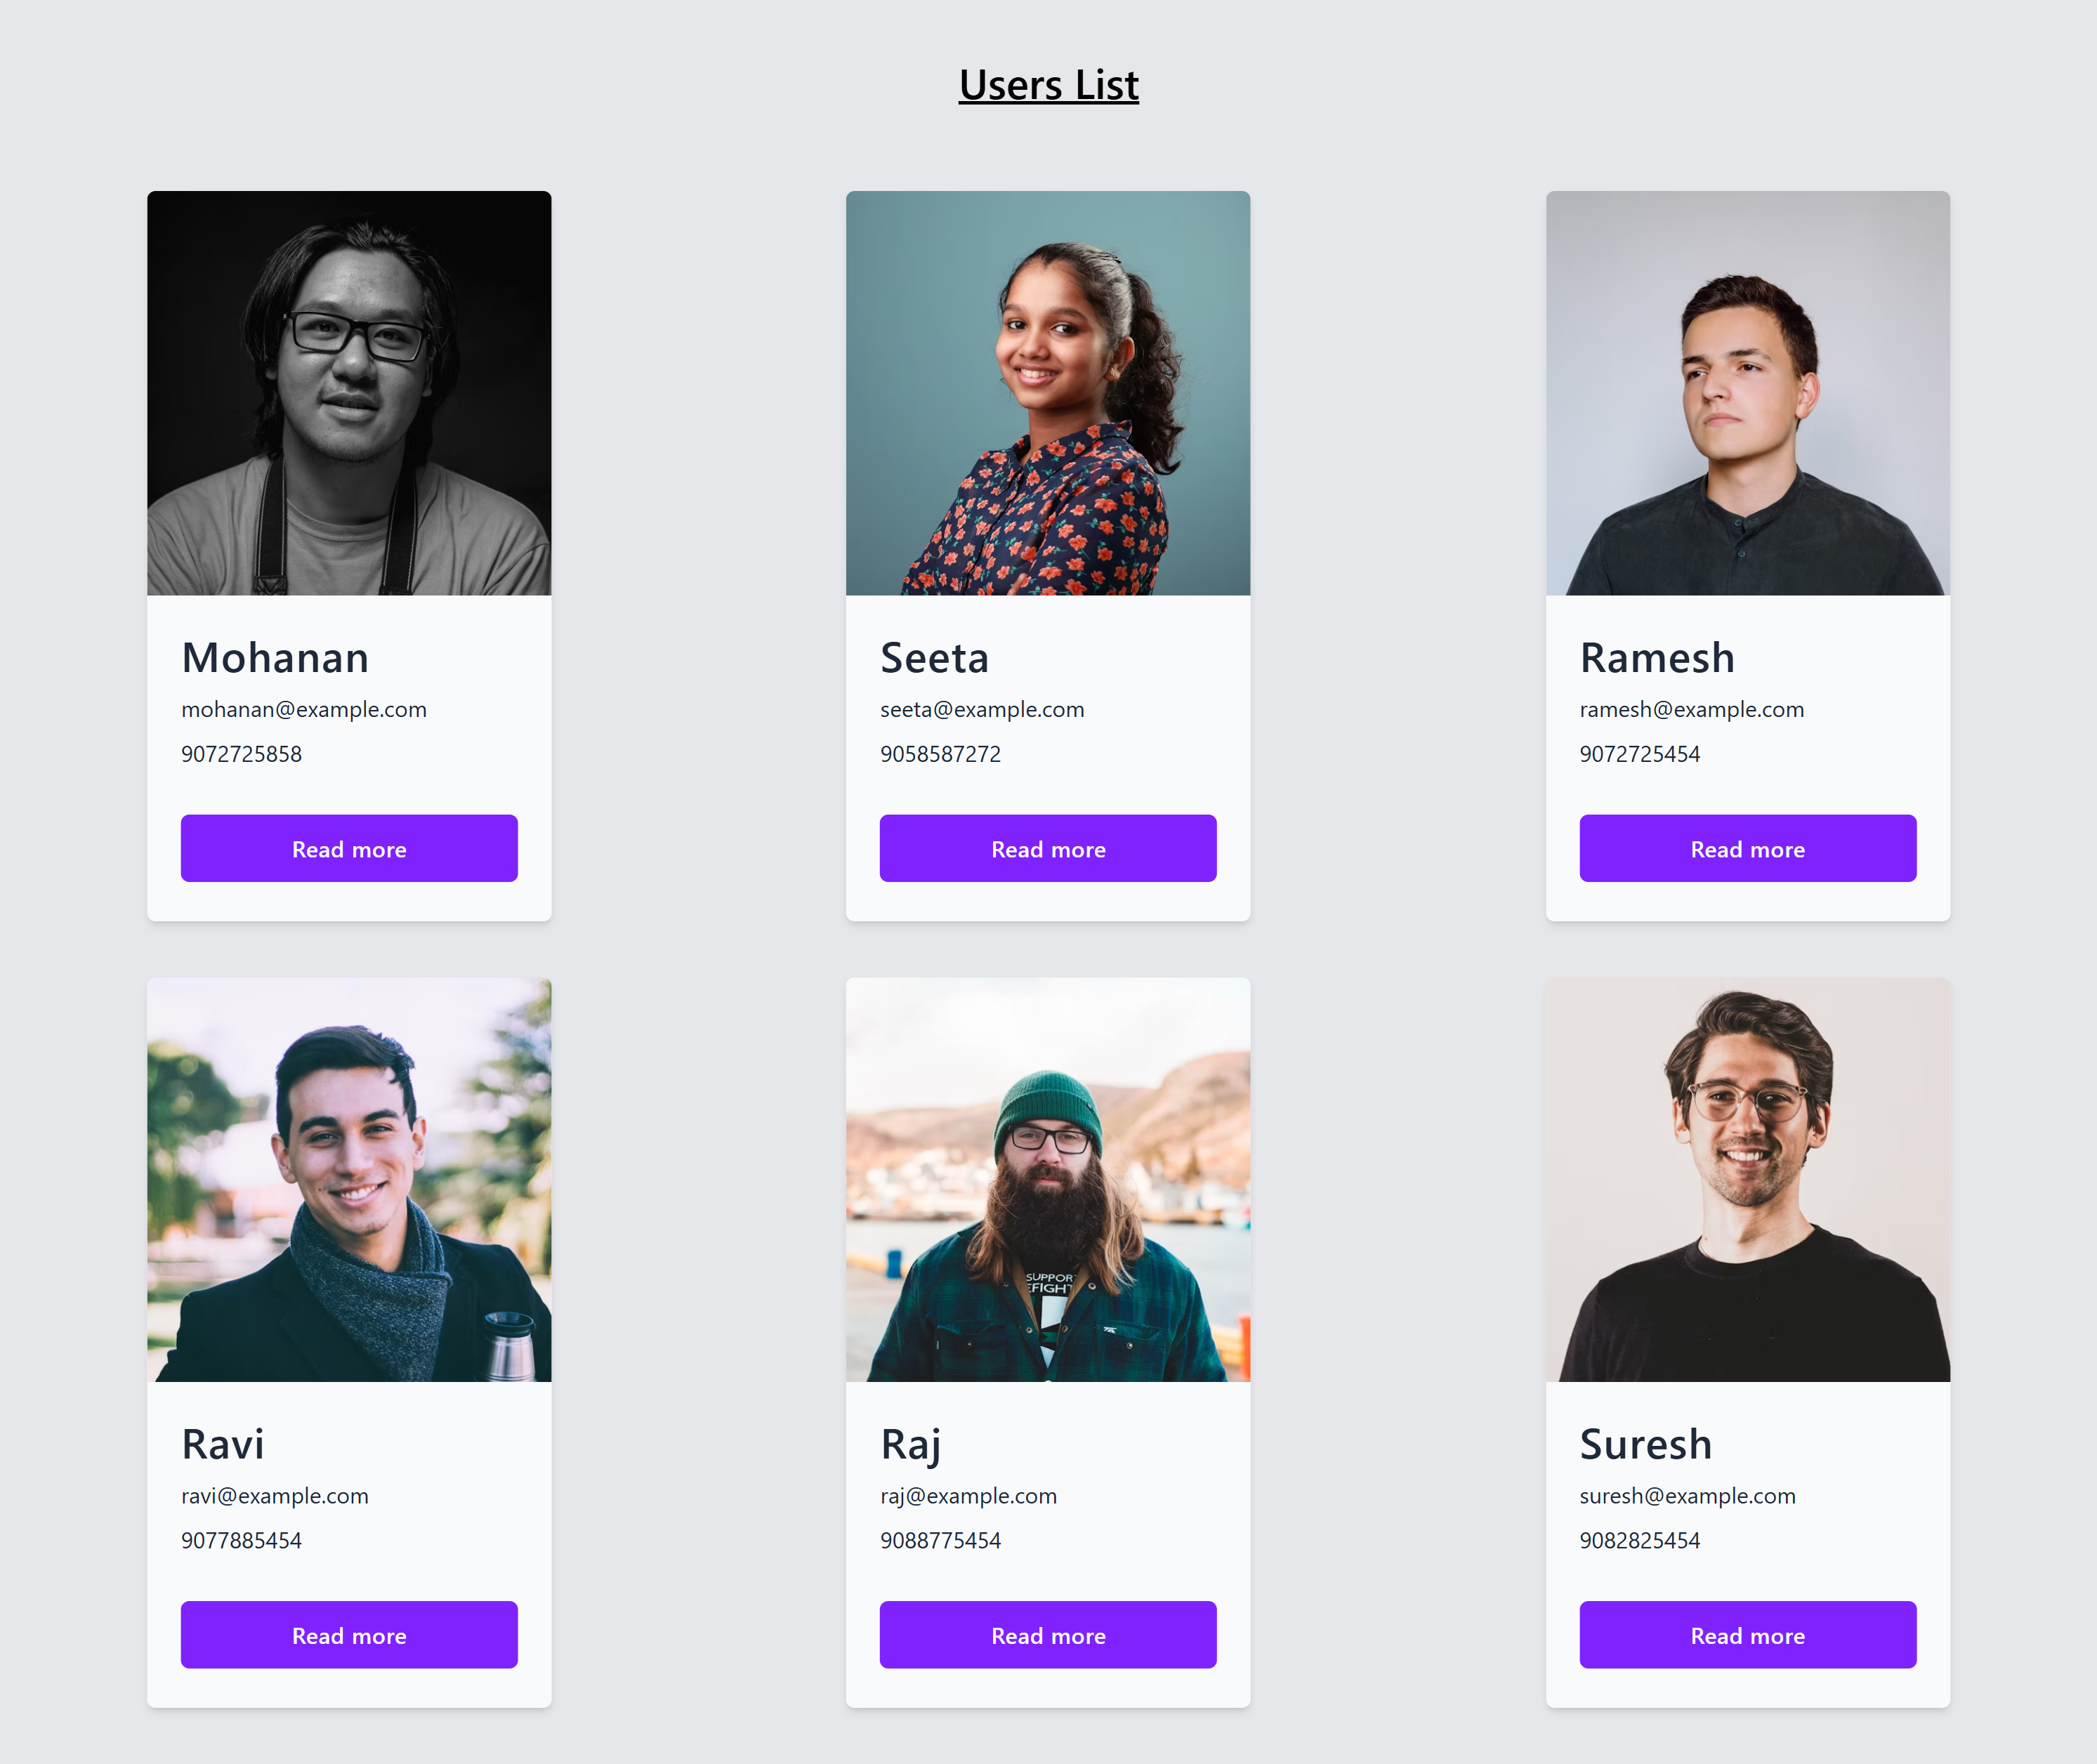 Users List
Mohanan
mohanan@example.com
9072725858
Read more
Seeta
seeta@example.com
9058587272
Read more
Ramesh
ramesh@example.com
9072725454
Read more
SUPPOR
EFIGHT
Ravi
ravi@example.com
9077885454
Read more
Raj
raj@example.com
9088775454
Read more
Suresh
suresh@example.com
9082825454
Read more